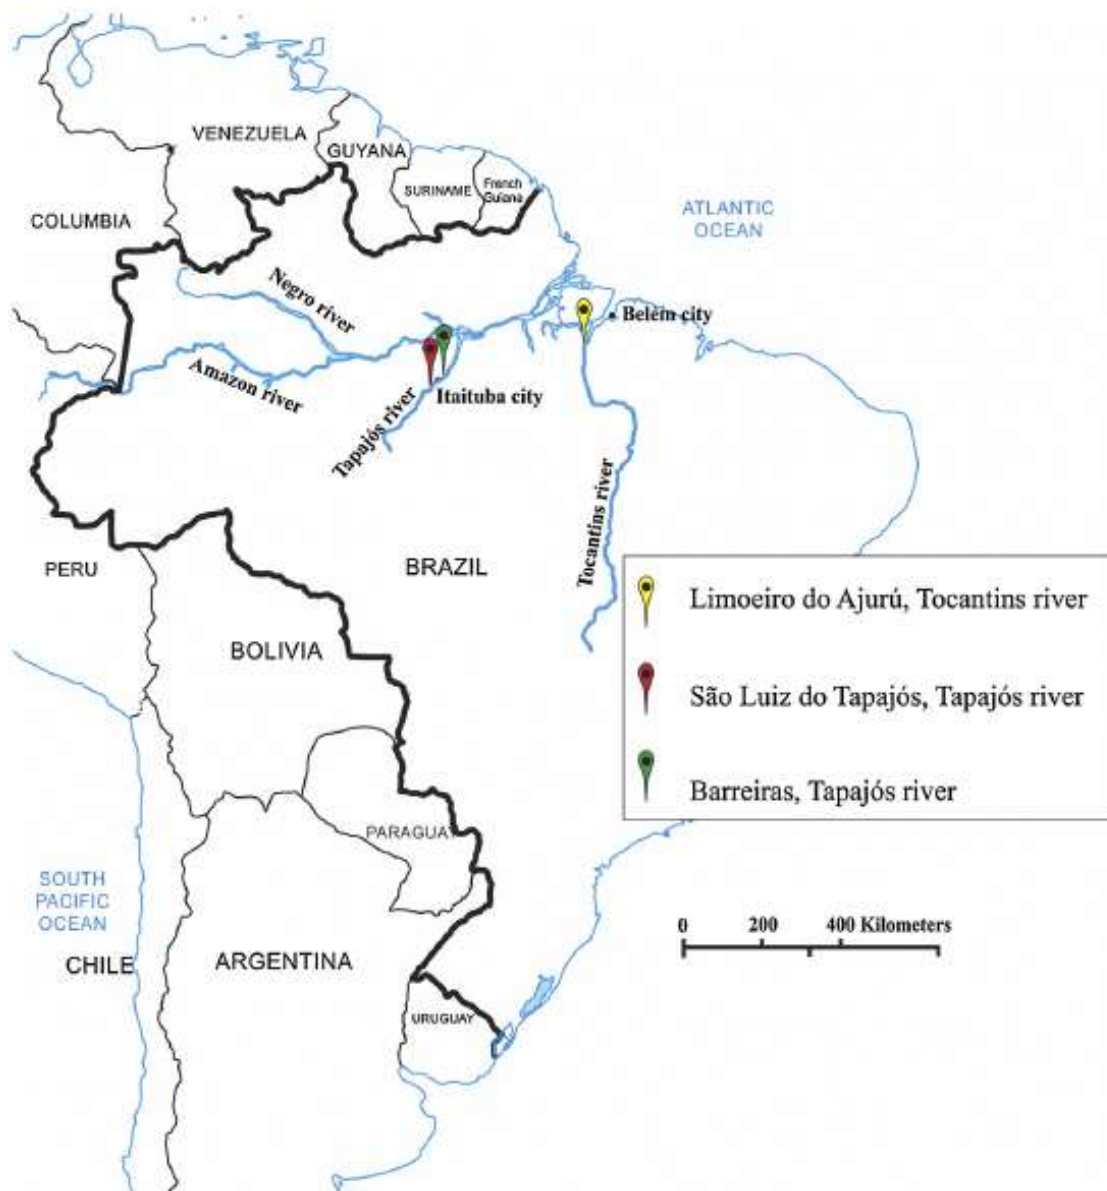 VENEZUELA
GUYANA
SURINAME
French
Guiana
COLUMBIA
ATLANTIC
OCEAN
Negro river
Belém city
Amazon river
Itaituba city
Tapajós river
Tocantins river
PERU
BRAZIL
BOLIVIA
Limoeiro do Ajurú, Tocantins river
São Luiz do Tapajós, Tapajós river
Barreiras, Tapajós river
PARAGUAY
SOUTH
PACIFIC
OCEAN
0 200 400 Kilometers
CHILE
ARGENTINA
URUGUAY